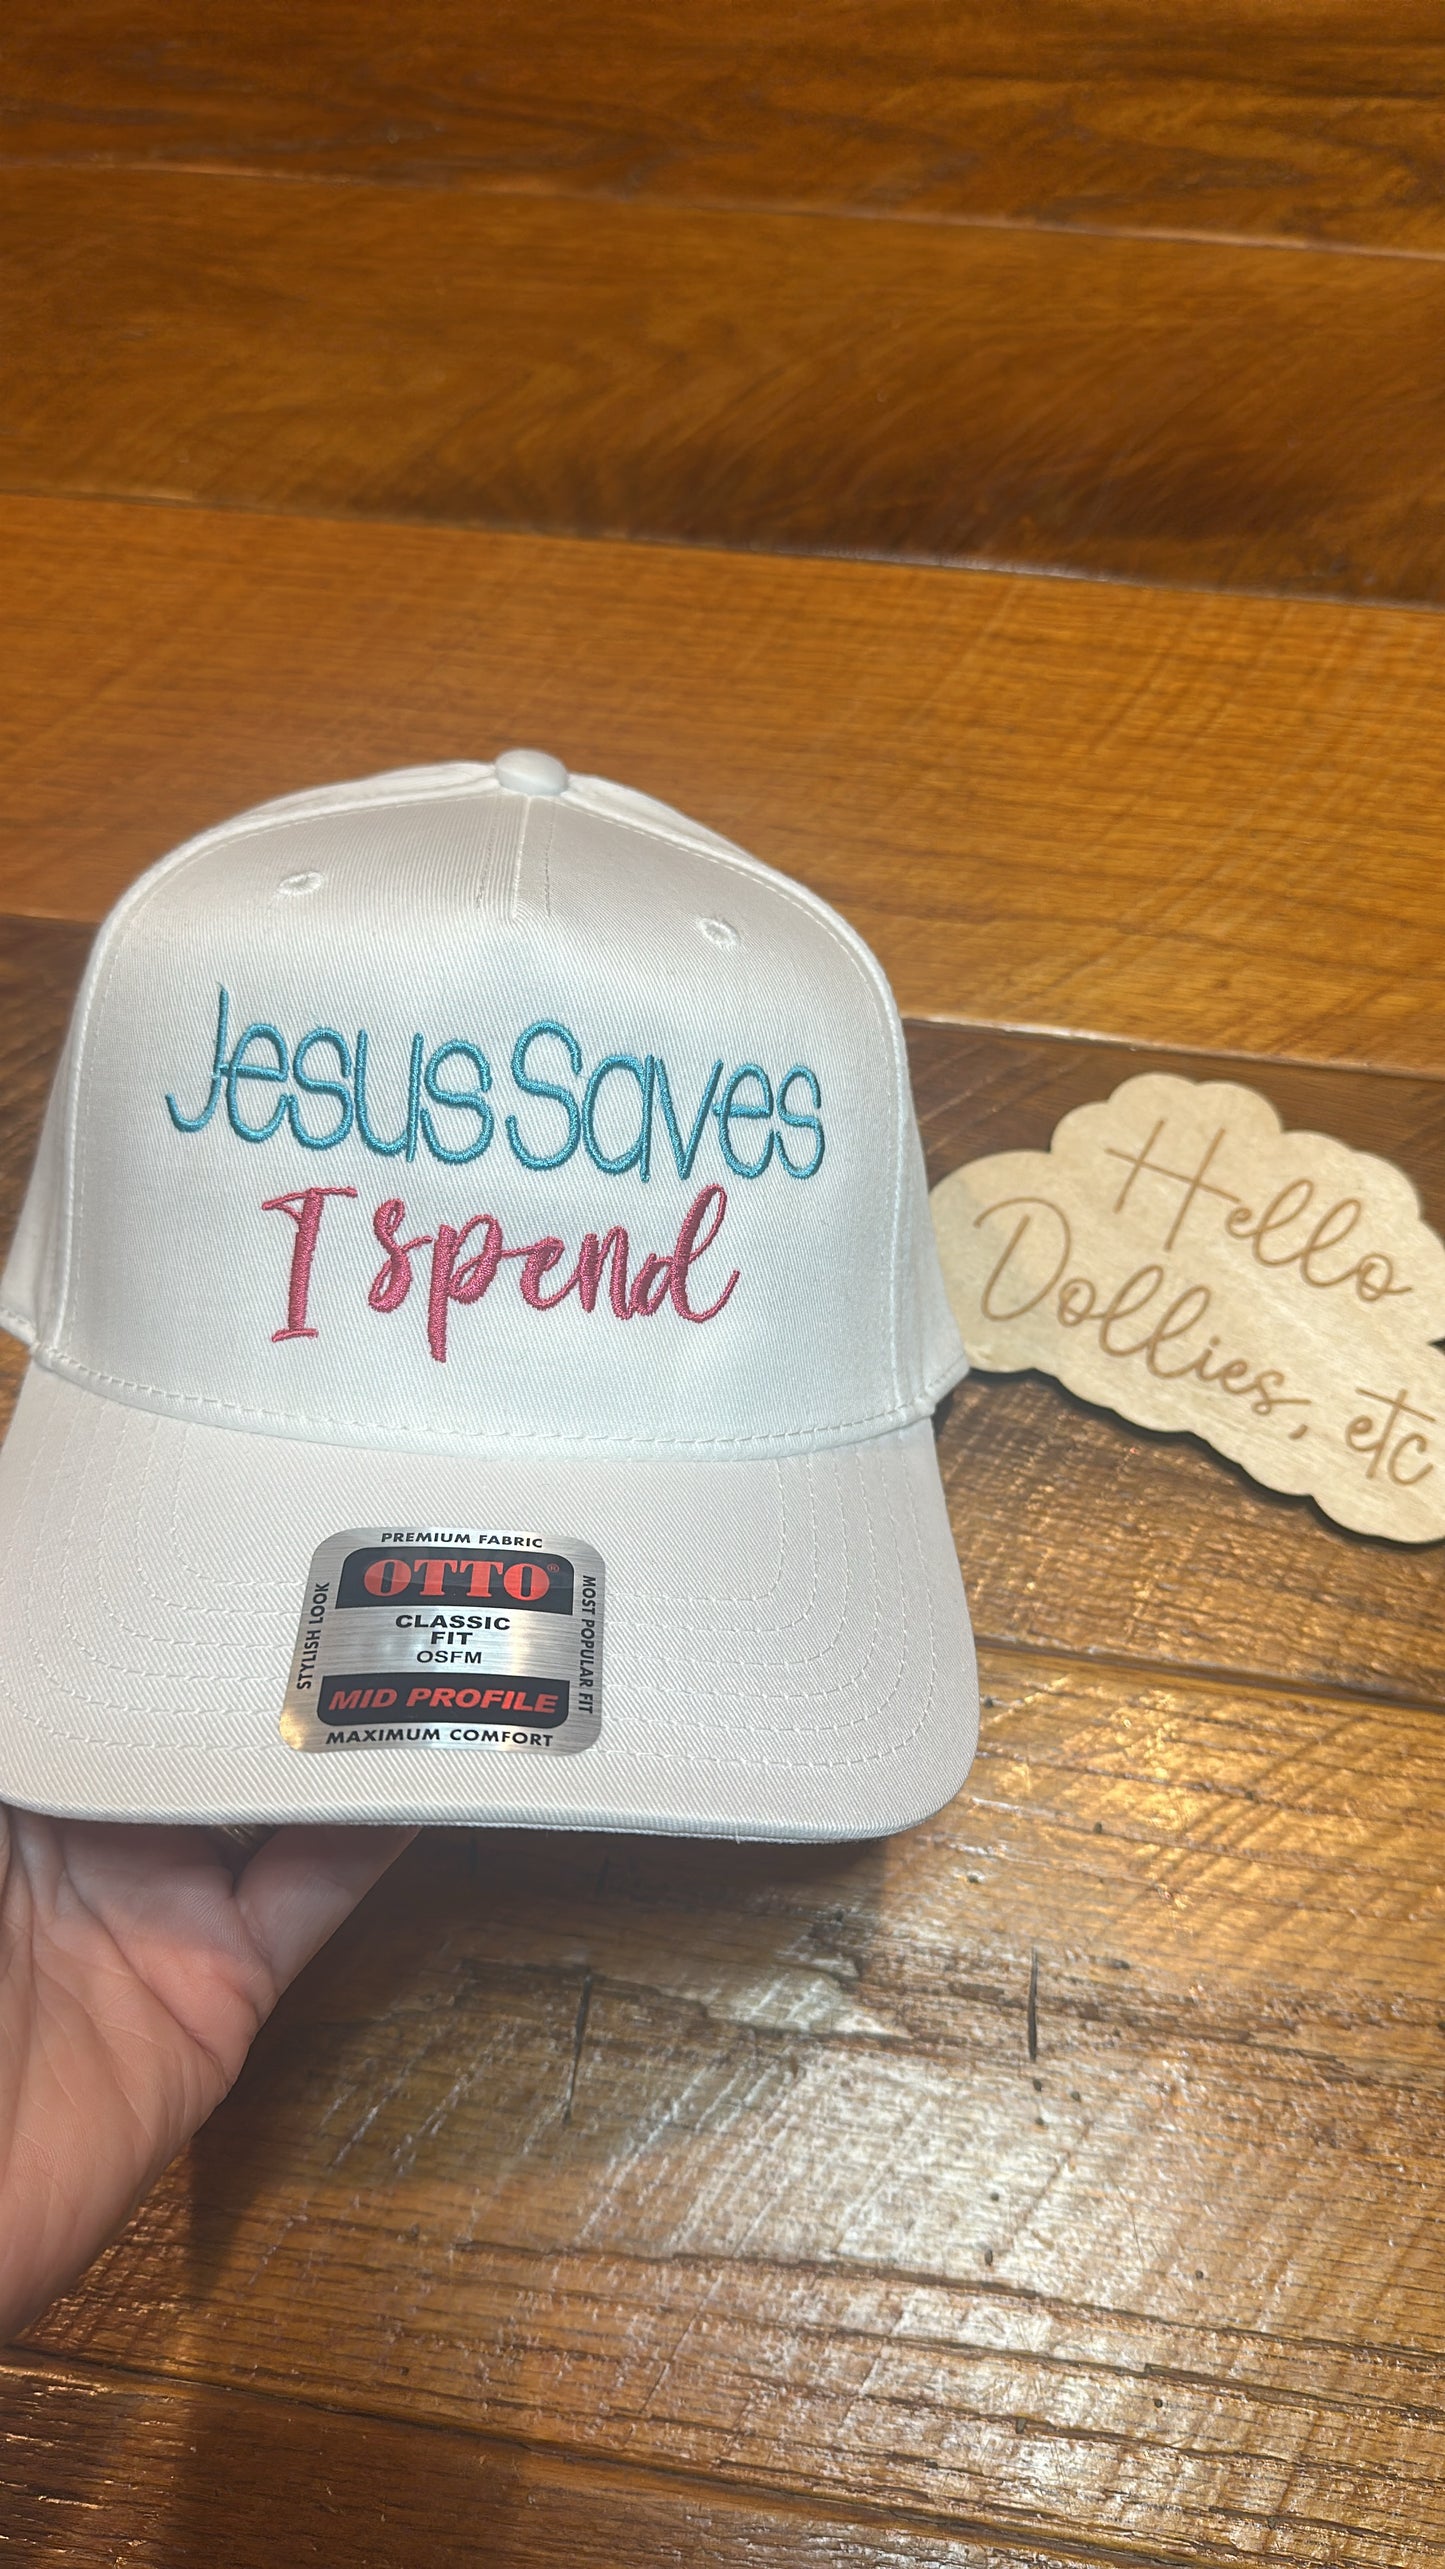 Jesus Saves
I spend
Hello
Dollies, etc
PREMIUM FABRIC
OTTO®
CLASSIC
FIT
OSFM
MID PROFILE
MAXIMUM COMFORT
STYLISH LOOK
MOST POPULAR FIT